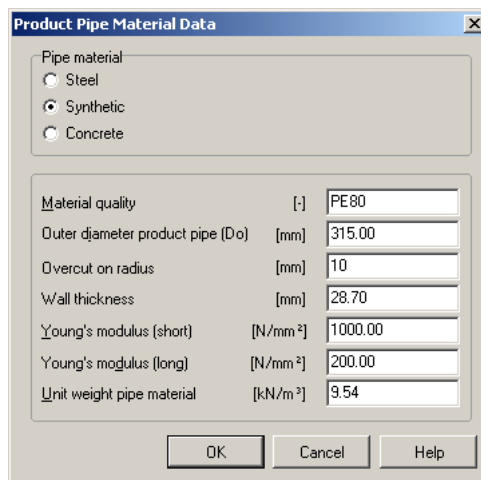 Product Pipe Material Data
Pipe material
Steel
Synthetic
Concrete
Material quality [-] PE80
Outer diameter product pipe (Do) [mm] 315.00
Overcut on radius [mm] 10
Wall thickness [mm] 28.70
Young's modulus (short) [N/mm²] 1000.00
Young's modulus (long) [N/mm²] 200.00
Unit weight pipe material [kN/m³] 9.54
OK Cancel Help